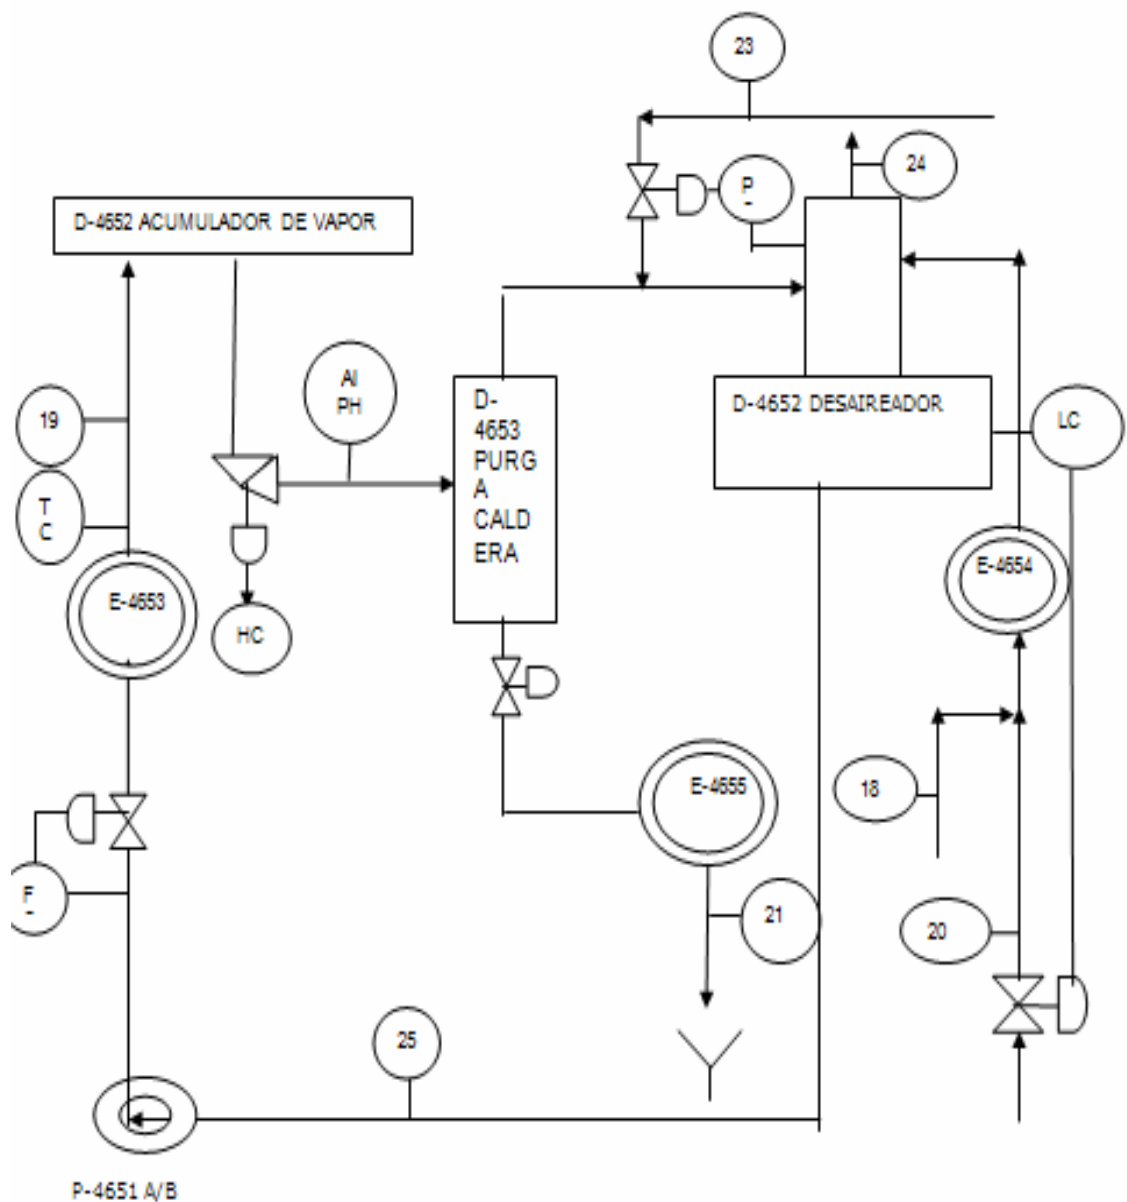 23
24
P
-
D-4652 ACUMULADOR DE VAPOR
AI
PH
D-
4653
PURG
A
CALD
ERA
D-4652 DESAIREADOR
LC
19
T
C
E-4653
HC
E-4654
E-4655
18
F
-
21
20
25
P-4651 A/B